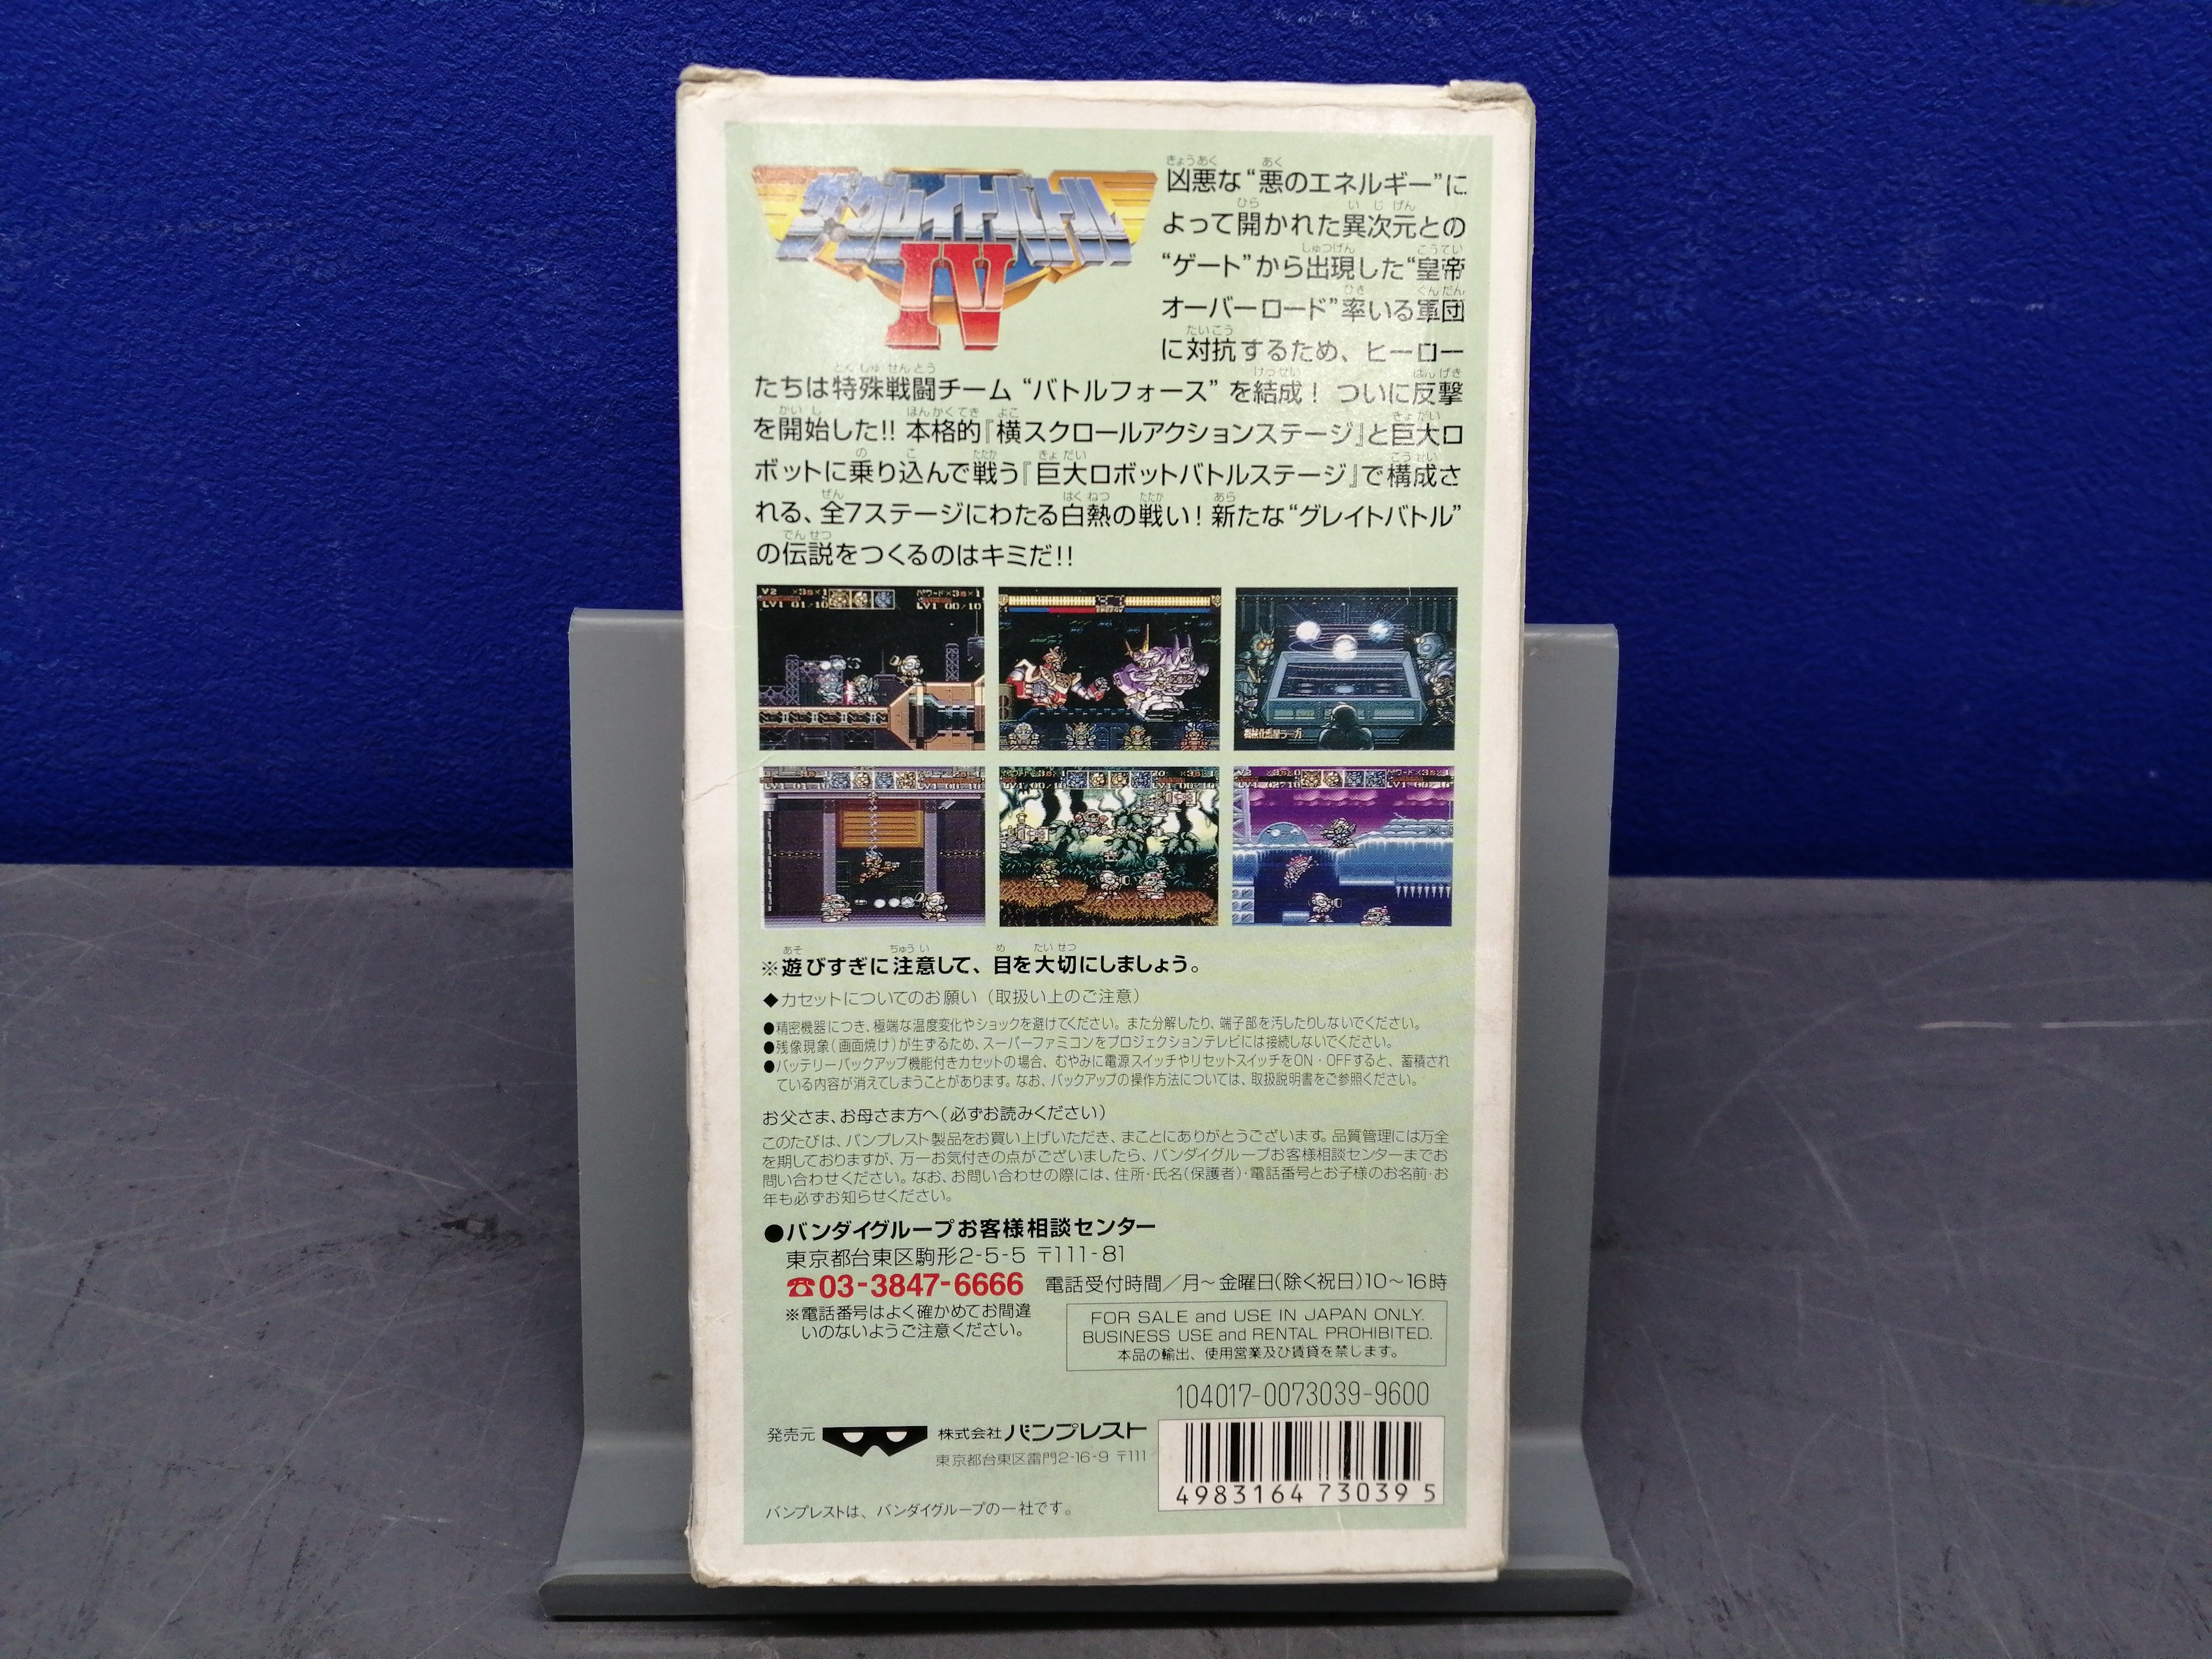 ザ・グレイトバトル
IV
凶悪な“悪のエネルギー”に
よって開かれた異次元との
“ゲート”から出現した“皇帝
オーバーロード”率いる軍団
に対抗するため、ヒーロー
たちは特殊戦闘チーム“バトルフォース”を結成！ ついに反撃
を開始した!! 本格的『横スクロールアクションステージ』と巨大ロ
ボットに乗り込んで戦う『巨大ロボットバトルステージ』で構成さ
れる、全7ステージにわたる白熱の戦い！新たな“グレイトバトル”
の伝説をつくるのはキミだ!!
※遊びすぎに注意して、目を大切にしましょう。
◆カセットについてのお願い（取扱い上のご注意）
●精密機器につき、極端な温度変化やショックを避けてください。また分解したり、端子部を汚したりしないでください。
●残像現象（画面焼け）が生ずるため、スーパーファミコンをプロジェクションテレビには接続しないでください。
●バッテリーバックアップ機能付きカセットの場合、むやみに電源スイッチやリセットスイッチをON・OFFすると、蓄積され
ている内容が消えてしまうことがあります。なお、バックアップの操作方法については、取扱説明書をご参照ください。
お父さま、お母さま方へ（必ずお読みください）
このたびは、バンプレスト製品をお買い上げいただき、まことにありがとうございます。品質管理には万全
を期しておりますが、万一お気付きの点がございましたら、バンダイグループお客様相談センターまでお
問い合わせください。なお、お問い合わせの際には、住所・氏名（保護者）・電話番号とお子様のお名前・お
年も必ずお知らせください。
●バンダイグループお客様相談センター
東京都台東区駒形2-5-5 〒111-81
☎03-3847-6666 電話受付時間／月〜金曜日（除く祝日）10〜16時
※電話番号はよく確かめてお間違
いのないようご注意ください。
FOR SALE and USE IN JAPAN ONLY.
BUSINESS USE and RENTAL PROHIBITED.
本品の輸出、使用営業及び賃貸を禁じます。
104017-0073039-9600
発売元 株式会社バンプレスト
東京都台東区雷門2-16-9 〒111
4983164 730395
バンプレストは、バンダイグループの一社です。